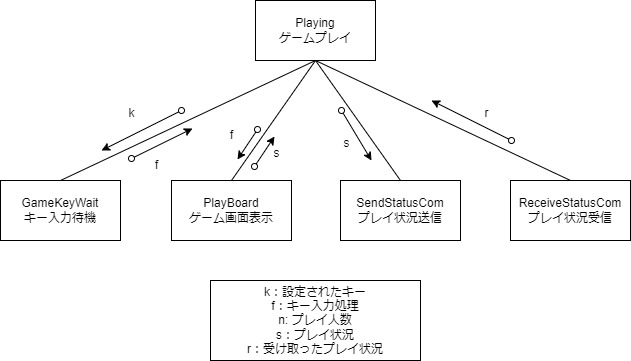 Playing
ゲームプレイ
k
f
f
s
s
r
GameKeyWait
キー入力待機
PlayBoard
ゲーム画面表示
SendStatusCom
プレイ状況送信
ReceiveStatusCom
プレイ状況受信
k：設定されたキー
f：キー入力処理
n: プレイ人数
s：プレイ状況
r：受け取ったプレイ状況